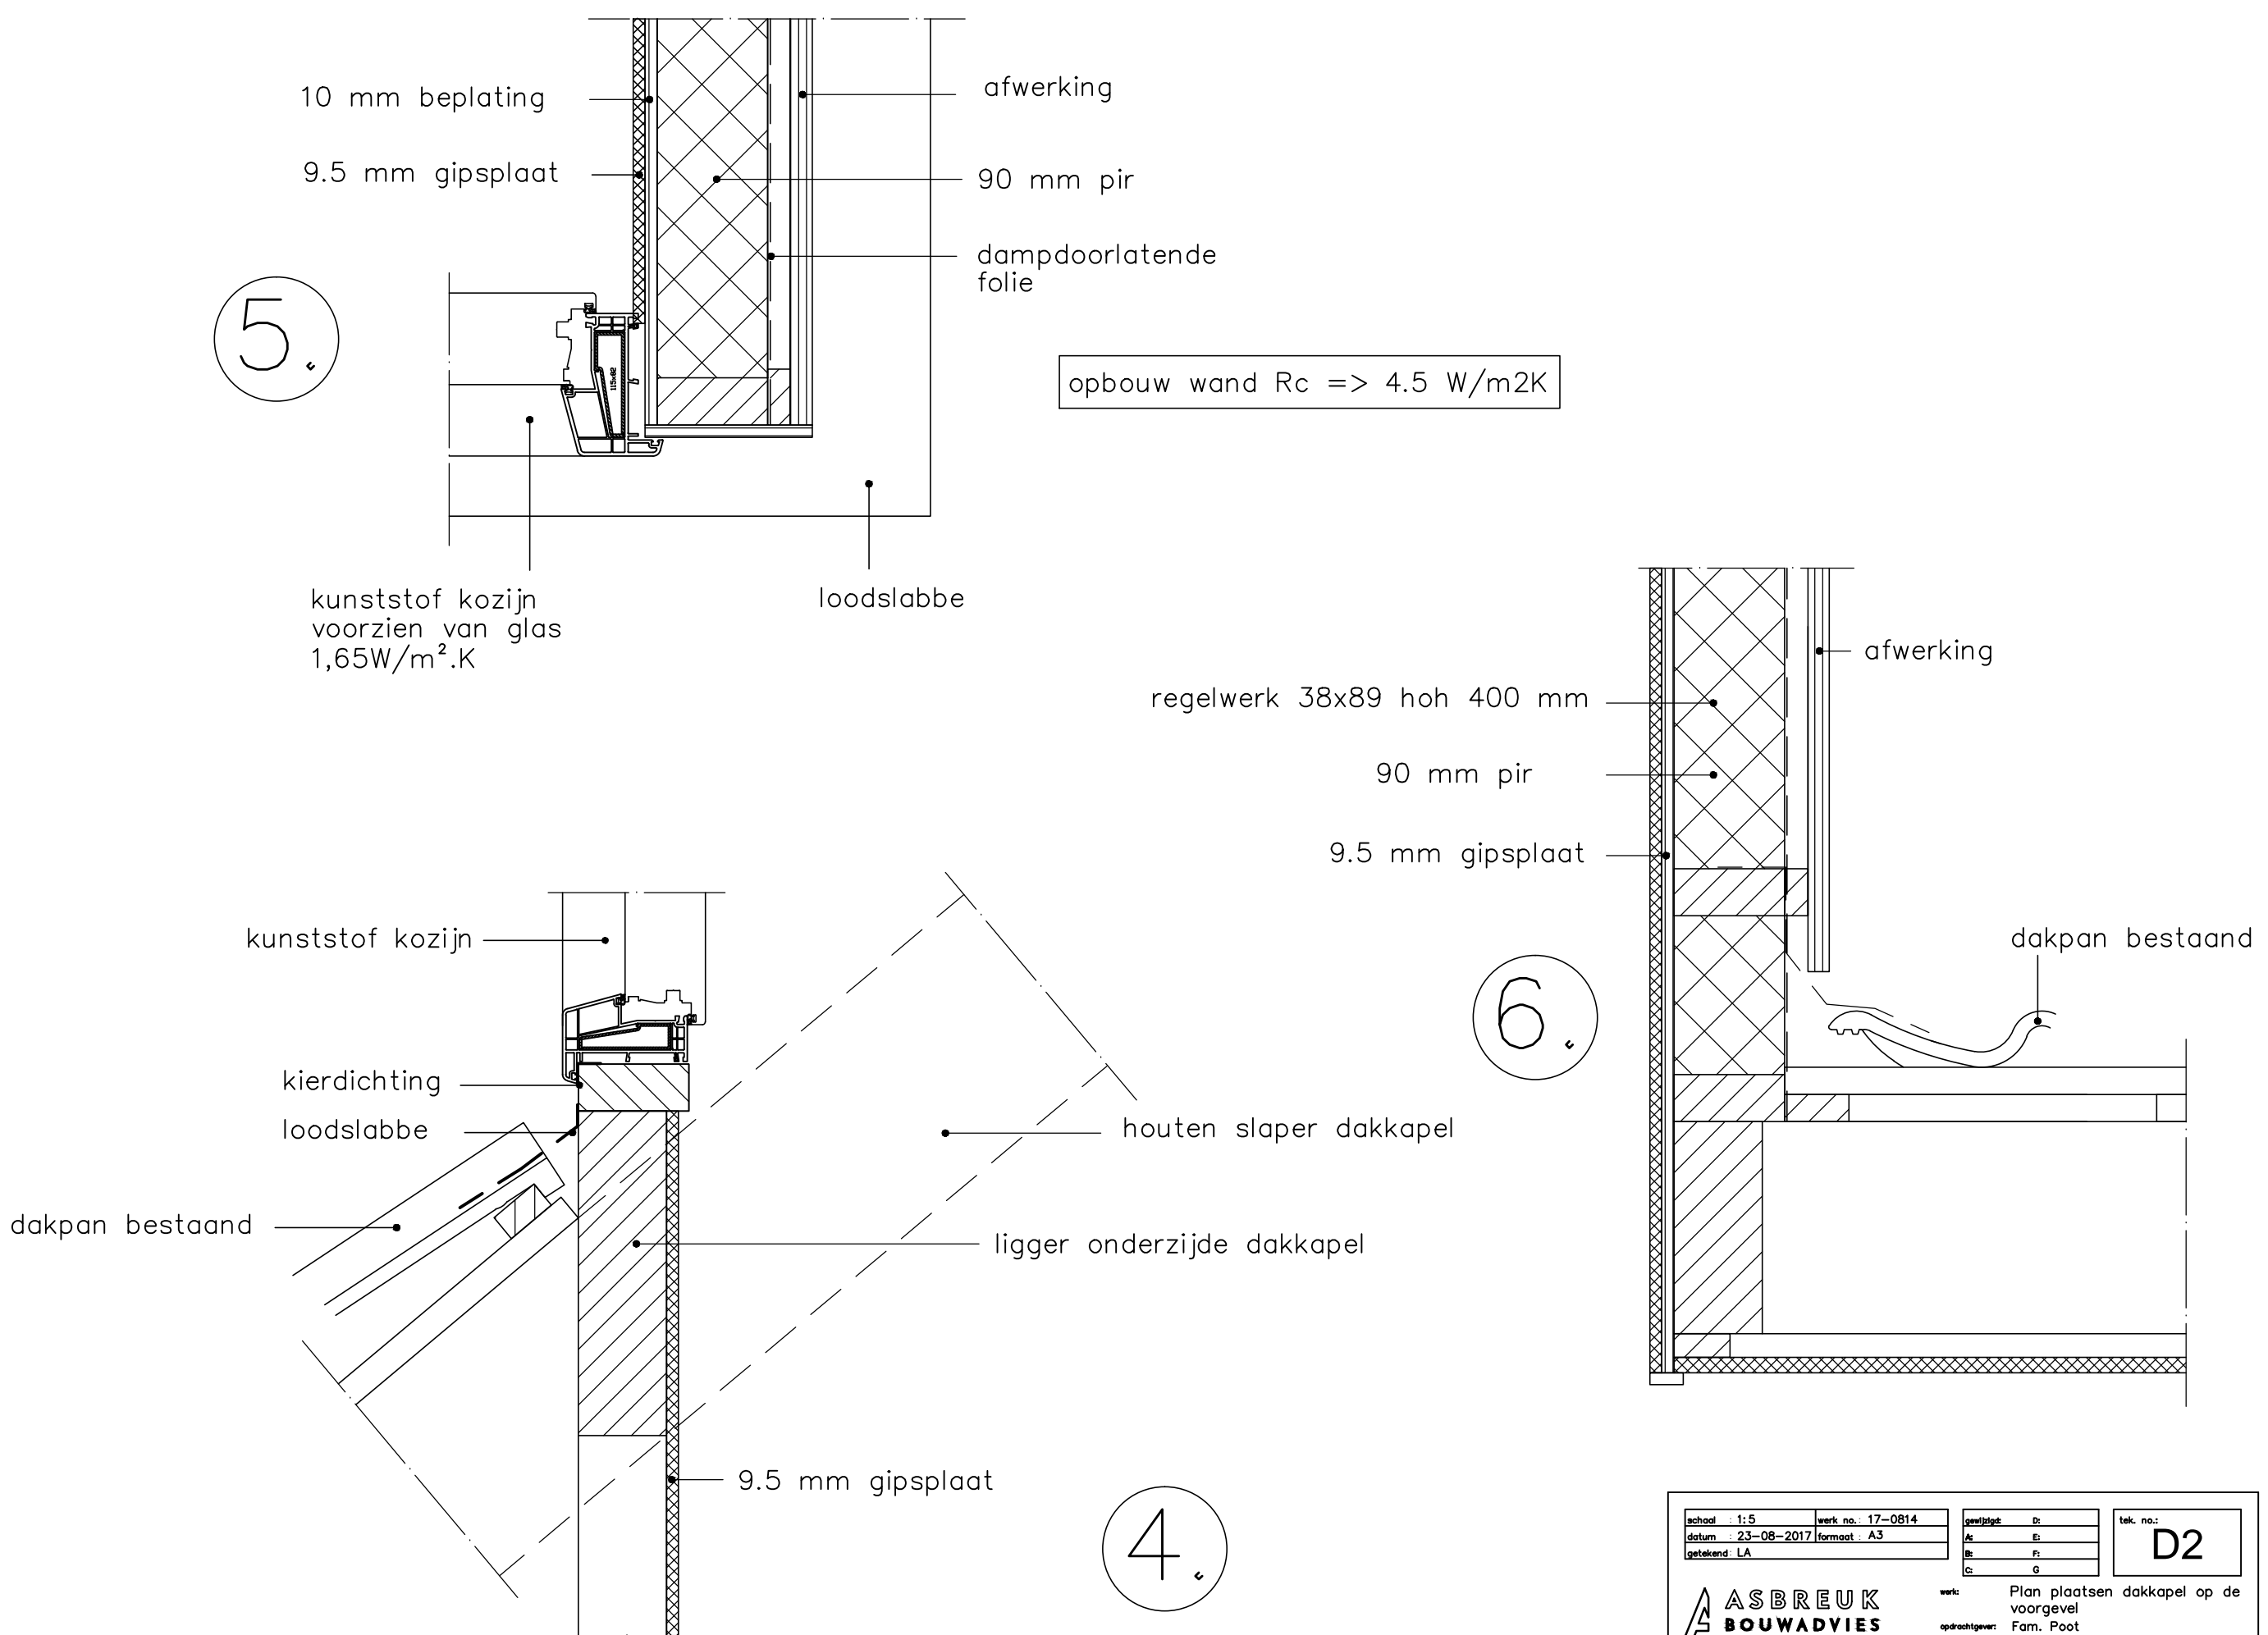 10 mm beplating
9.5 mm gipsplaat
afwerking
90 mm pir
dampdoorlatende
folie
5.
115x82
opbouw wand Rc => 4.5 W/m2K
kunststof kozijn
voorzien van glas
1,65W/m².K
loodslabbe
afwerking
regelwerk 38x89 hoh 400 mm
90 mm pir
9.5 mm gipsplaat
dakpan bestaand
6.
kunststof kozijn
kierdichting
loodslabbe
dakpan bestaand
houten slaper dakkapel
ligger onderzijde dakkapel
9.5 mm gipsplaat
4.
schaal : 1:5 werk no.: 17-0814
datum : 23-08-2017 formaat : A3
getekend: LA
gewijzigd: D:
A: E:
B: F:
C: G
tek. no.:
D2
ASBREUK
BOUWADVIES
werk: Plan plaatsen dakkapel op de
voorgevel
opdrachtgever: Fam. Poot